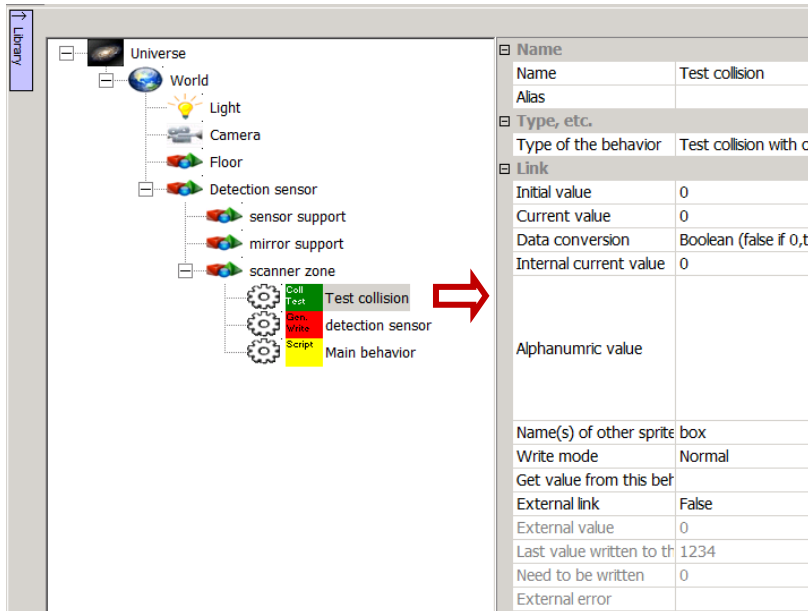 Library
Universe
World
Light
Camera
Floor
Detection sensor
sensor support
mirror support
scanner zone
Coll
Test
Test collision
Gen.
Write
detection sensor
Script
Main behavior
Name
Name Test collision
Alias
Type, etc.
Type of the behavior Test collision with o
Link
Initial value 0
Current value 0
Data conversion Boolean (false if 0,t
Internal current value 0
Alphanumric value
Name(s) of other sprite box
Write mode Normal
Get value from this beh
External link False
External value 0
Last value written to th 1234
Need to be written 0
External error